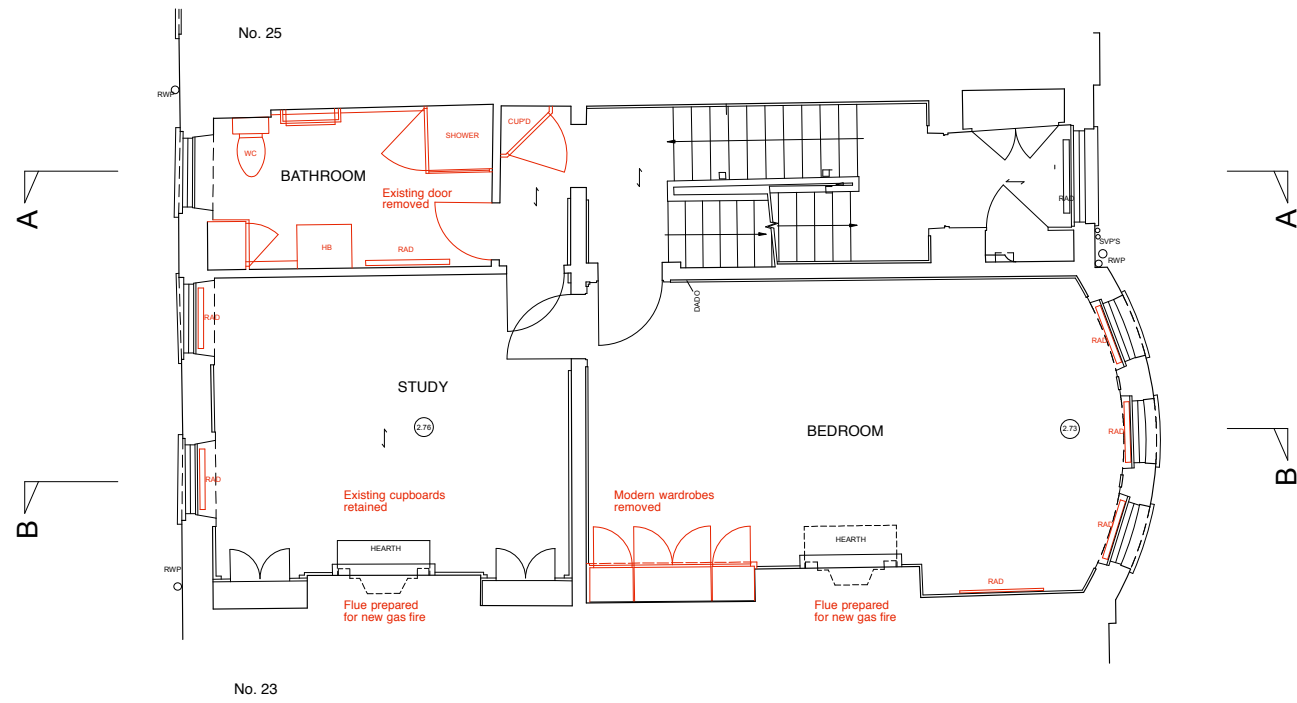 No. 25
RWP
CUP'D
SHOWER
WC
BATHROOM
Existing door
removed
HB
RAD
RAD
A
A
SVP'S
RWP
DADO
RAD
RAD
STUDY
2.76
BEDROOM
2.73
RAD
RAD
B
B
Existing cupboards
retained
Modern wardrobes
removed
RAD
HEARTH
HEARTH
RWP
RAD
Flue prepared
for new gas fire
Flue prepared
for new gas fire
No. 23